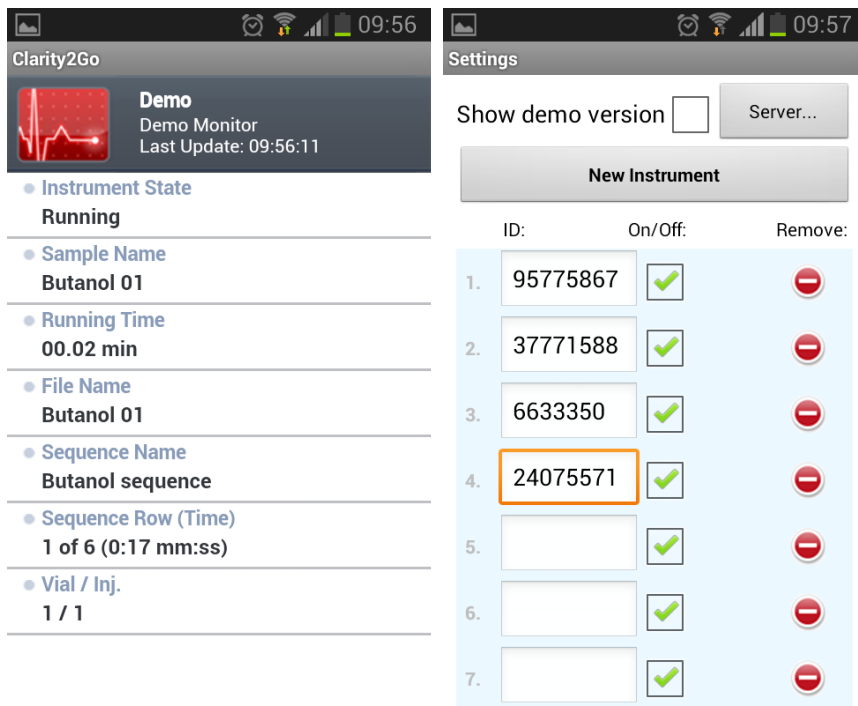 09:56
Clarity2Go
Demo
Demo Monitor
Last Update: 09:56:11
Instrument State
Running
Sample Name
Butanol 01
Running Time
00.02 min
File Name
Butanol 01
Sequence Name
Butanol sequence
Sequence Row (Time)
1 of 6 (0:17 mm:ss)
Vial / Inj.
1 / 1
09:57
Settings
Show demo version Server...
New Instrument
ID: On/Off: Remove:
1. 95775867
2. 37771588
3. 6633350
4. 24075571
5.
6.
7.